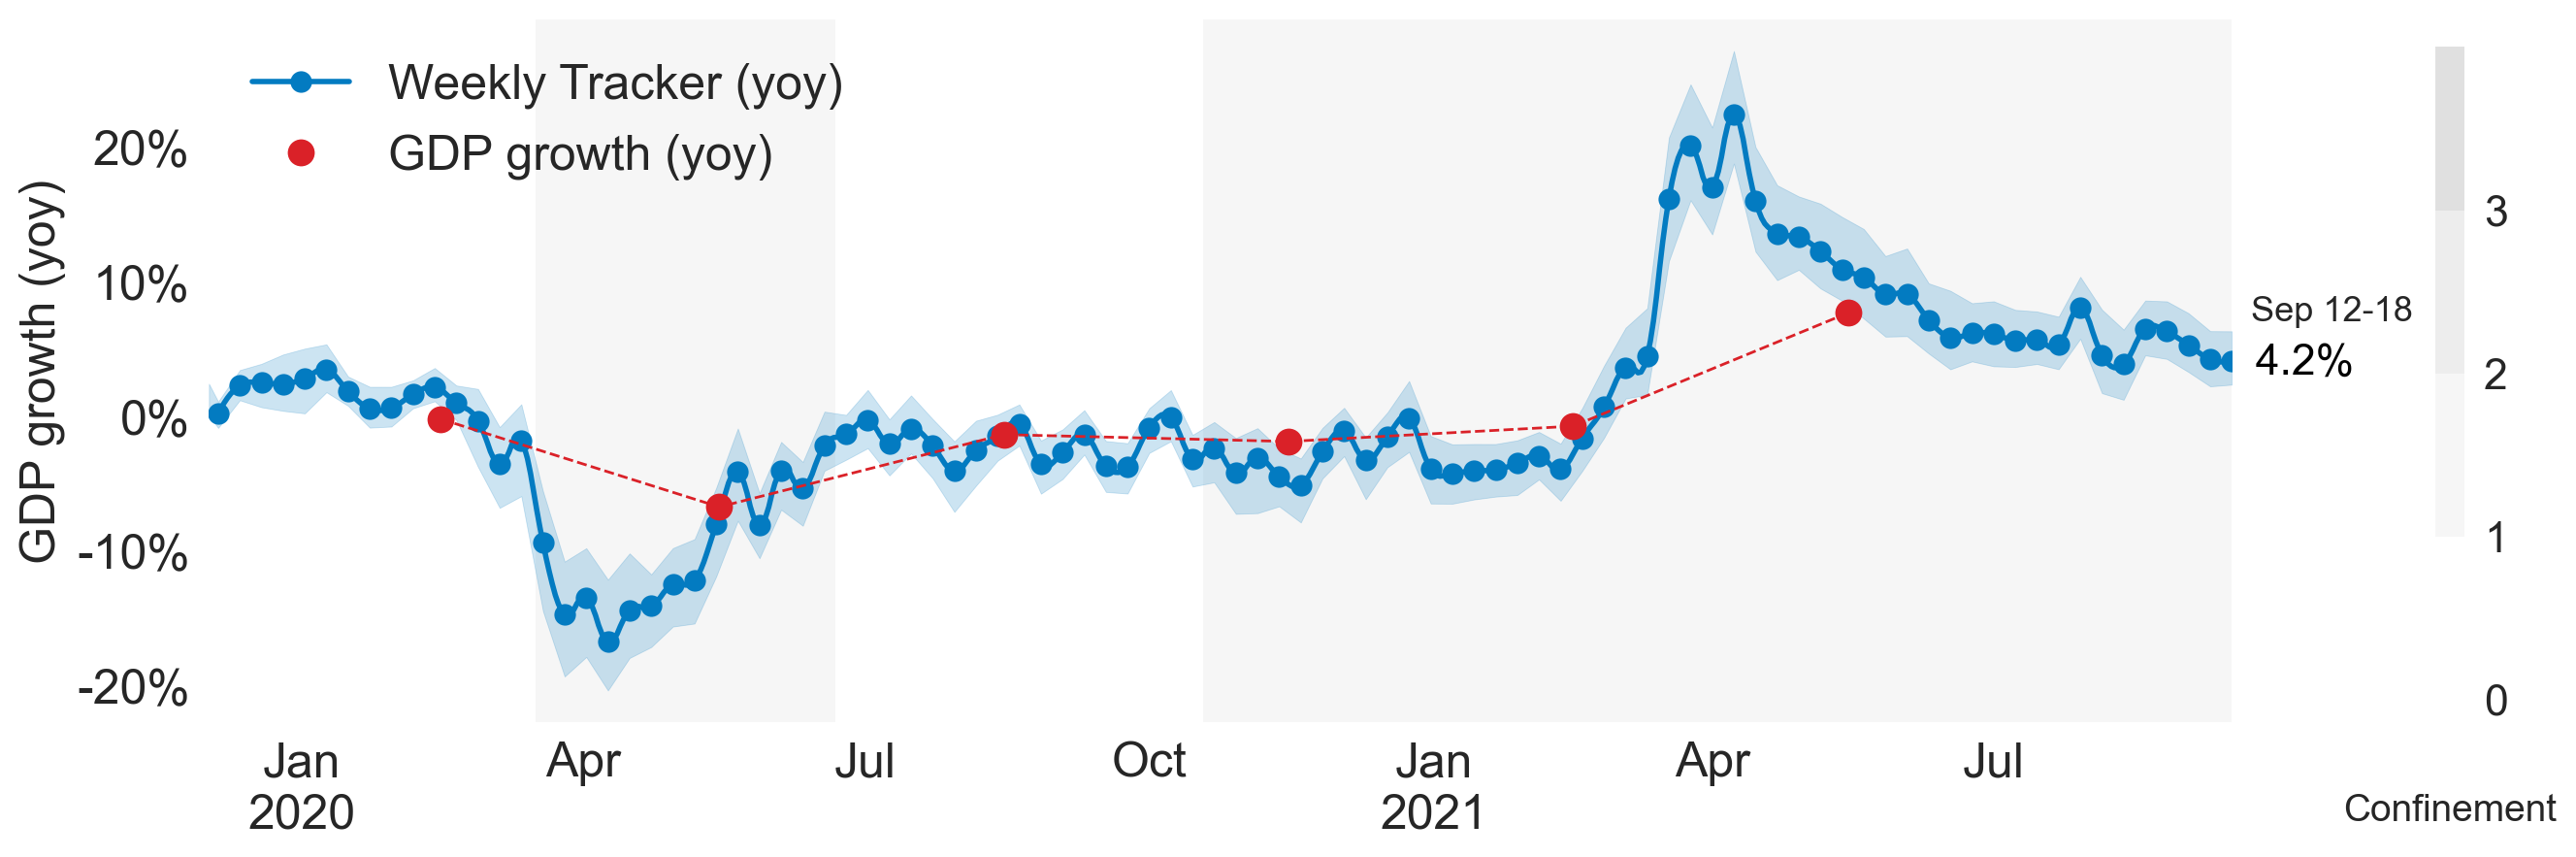 Weekly Tracker (yoy)
GDP growth (yoy)
GDP growth (yoy)
20%
10%
0%
-10%
-20%
Jan
2020
Apr
Jul
Oct
Jan
2021
Apr
Jul
Sep 12-18
4.2%
3
2
1
0
Confinement